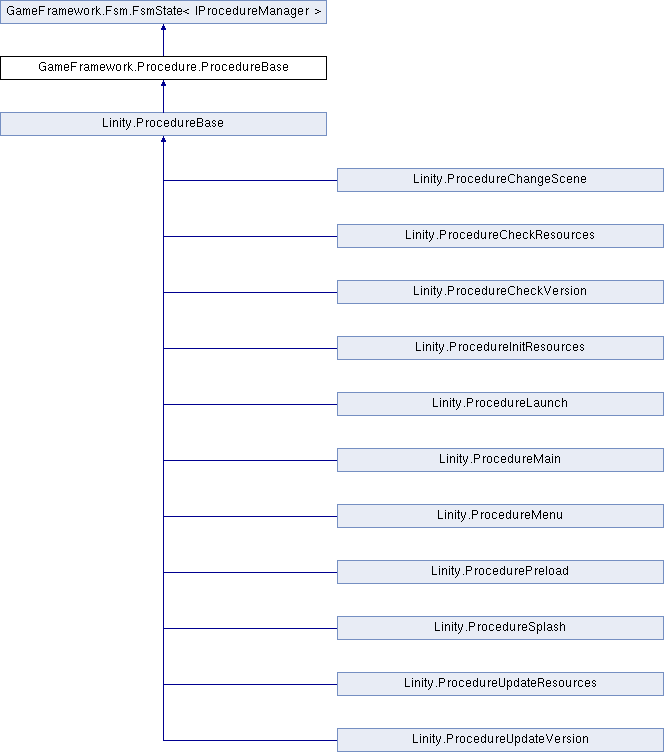 GameFramework.Fsm.FsmState< IProcedureManager >
GameFramework.Procedure.ProcedureBase
Linity.ProcedureBase
Linity.ProcedureChangeScene
Linity.ProcedureCheckResources
Linity.ProcedureCheckVersion
Linity.ProcedureInitResources
Linity.ProcedureLaunch
Linity.ProcedureMain
Linity.ProcedureMenu
Linity.ProcedurePreload
Linity.ProcedureSplash
Linity.ProcedureUpdateResources
Linity.ProcedureUpdateVersion